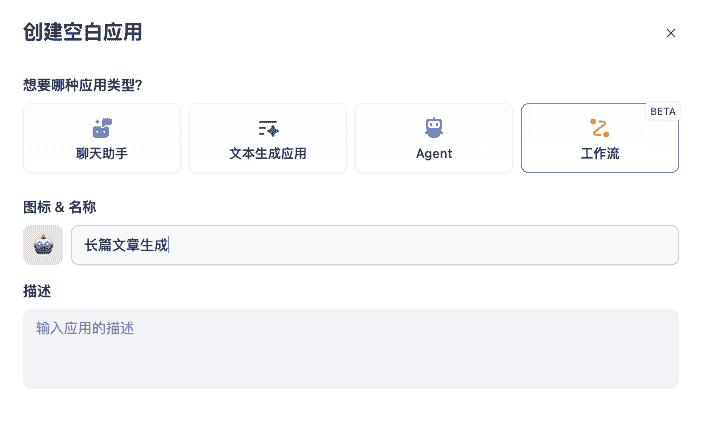 创建空白应用
想要哪种应用类型?
BETA
聊天助手
文本生成应用
Agent
工作流
图标 & 名称
长篇文章生成
描述
输入应用的描述